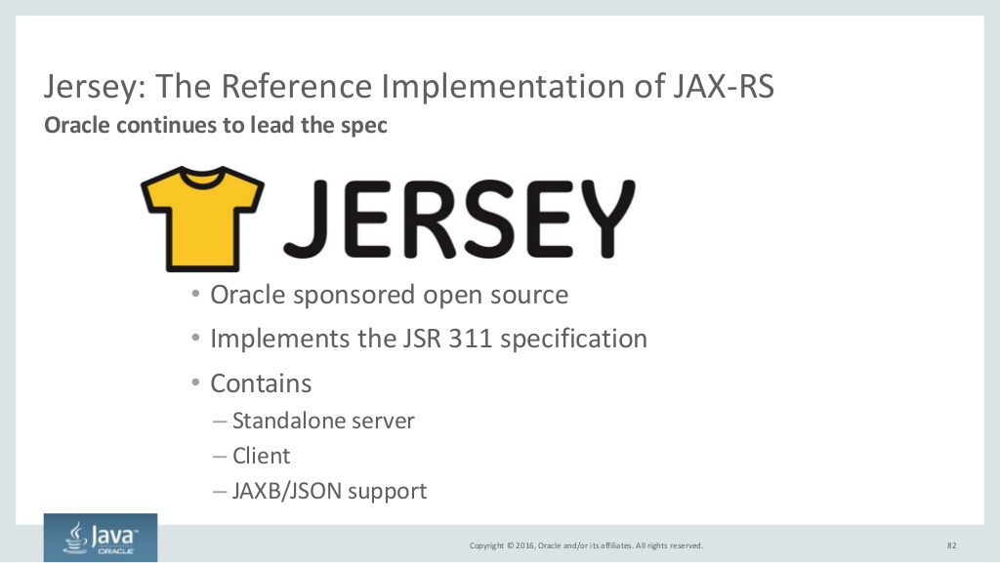 Jersey: The Reference Implementation of JAX-RS
Oracle continues to lead the spec
JERSEY
• Oracle sponsored open source
• Implements the JSR 311 specification
• Contains
– Standalone server
– Client
– JAXB/JSON support
Java™
ORACLE
Copyright © 2016, Oracle and/or its affiliates. All rights reserved.
82